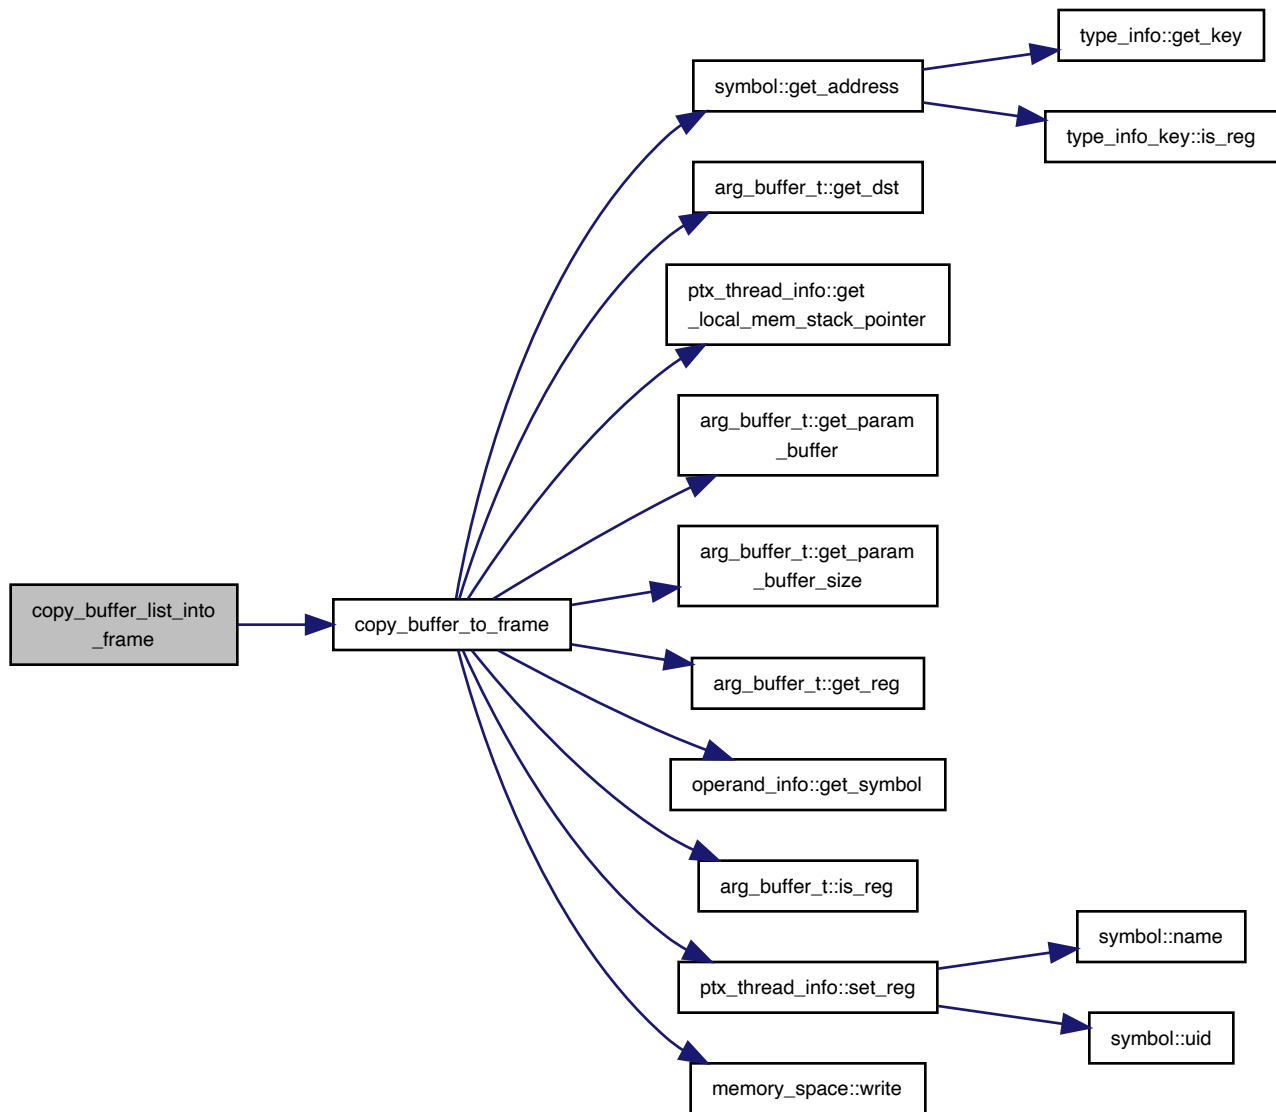 type_info::get_key
symbol::get_address
type_info_key::is_reg
arg_buffer_t::get_dst
ptx_thread_info::get
_local_mem_stack_pointer
arg_buffer_t::get_param
_buffer
arg_buffer_t::get_param
_buffer_size
copy_buffer_list_into
_frame
copy_buffer_to_frame
arg_buffer_t::get_reg
operand_info::get_symbol
arg_buffer_t::is_reg
symbol::name
ptx_thread_info::set_reg
symbol::uid
memory_space::write